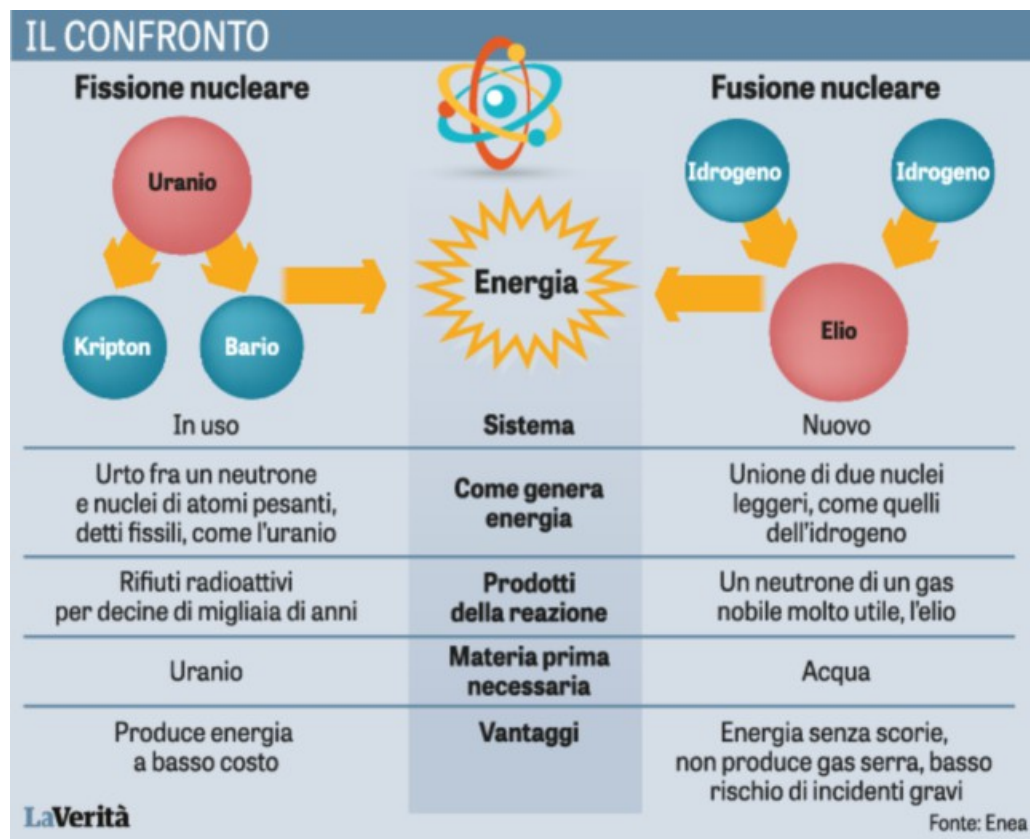 IL CONFRONTO
Fissione nucleare
Fusione nucleare
Uranio
Idrogeno
Idrogeno
Energia
Kripton
Bario
Elio
In uso
Sistema
Nuovo
Urto fra un neutrone
e nuclei di atomi pesanti,
detti fissili, come l'uranio
Come genera
energia
Unione di due nuclei
leggeri, come quelli
dell'idrogeno
Rifiuti radioattivi
per decine di migliaia di anni
Prodotti
della reazione
Un neutrone di un gas
nobile molto utile, l'elio
Uranio
Materia prima
necessaria
Acqua
Produce energia
a basso costo
Vantaggi
Energia senza scorie,
non produce gas serra, basso
rischio di incidenti gravi
LaVerità
Fonte: Enea